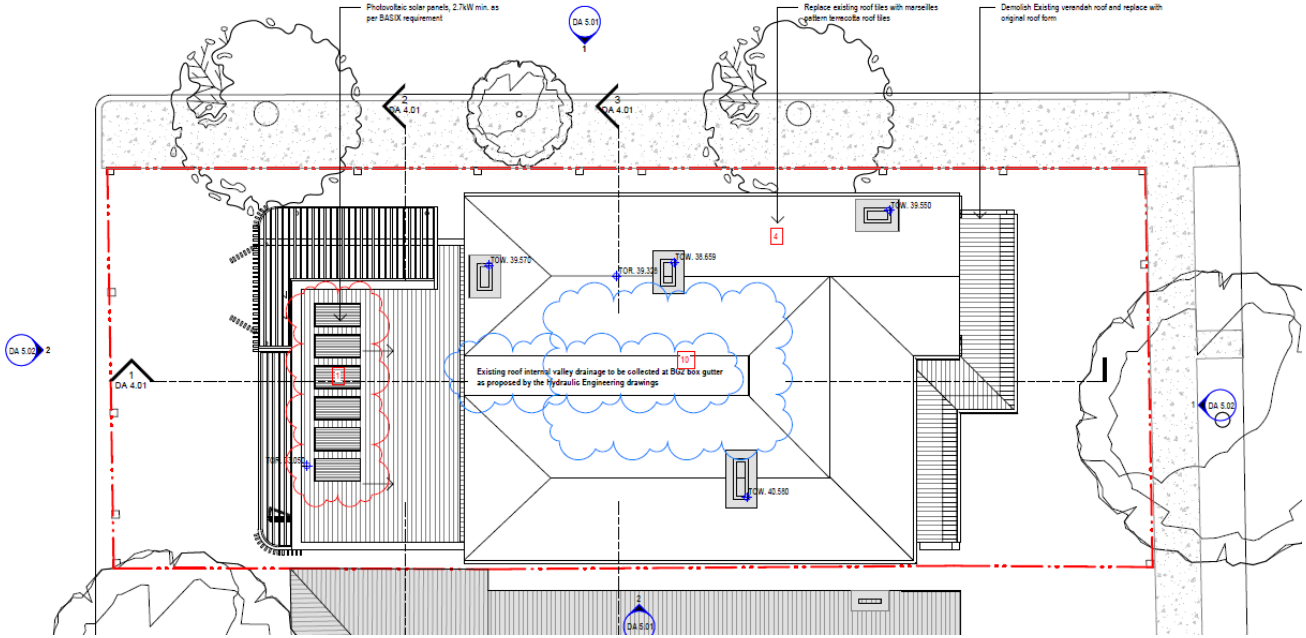 Photovoltaic solar panels, 2.7kW min. as
per BASIX requirement
Replace existing roof tiles with marseilles
pattern terracotta roof tiles
Demolish Existing verandah roof and replace with
original roof form
DA 5.01
1
2
DA 4.01
3
DA 4.01
TOW. 39.550
4
TOW. 39.570
TOW. 38.659
TOR. 39.328
DA 5.02
2
10
Existing roof internal valley drainage to be collected at BG2 box gutter
as proposed by the Hydraulic Engineering drawings
1
DA 4.01
1
1
DA 5.02
TOW. 40.580
2
DA 5.01